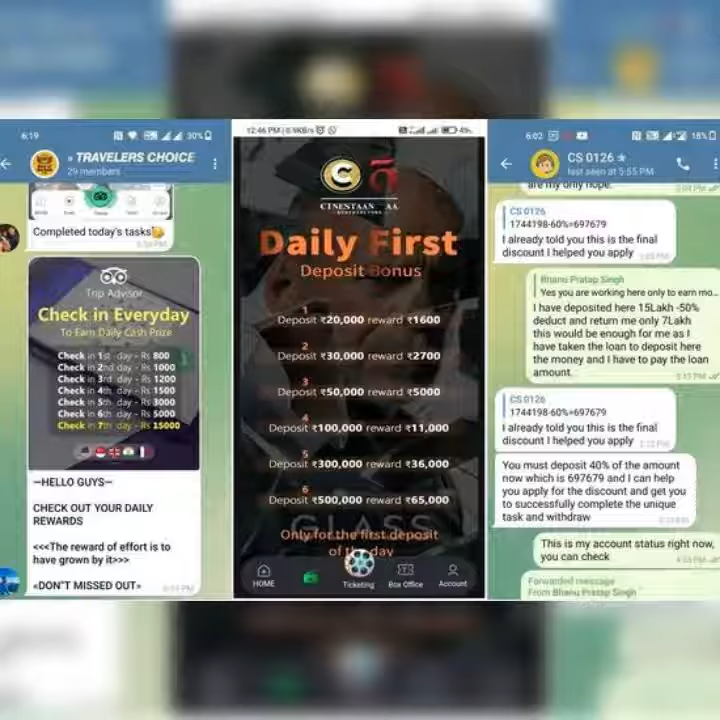 6:19
30%
» TRAVELERS CHOICE
29 members
Completed today's tasks
Trip Advisor
Check in Everyday
To Earn Daily Cash Prize
Check in 1st day - Rs 800
Check in 2nd day - Rs 1000
Check in 3rd day - Rs 1200
Check in 4th day - Rs 1500
Check in 5th day - Rs 3000
Check in 6th day - Rs 5000
Check in 7th day - Rs 15000
—HELLO GUYS—
CHECK OUT YOUR DAILY
REWARDS
<<<The reward of effort is to
have grown by it>>>
«DON"T MISSED OUT»
12:46 PM
CINESTAAN AA
Daily First
Deposit Bonus
1
Deposit ₹20,000 reward ₹1600
2
Deposit ₹30,000 reward ₹2700
3
Deposit ₹50,000 reward ₹5000
4
Deposit ₹100,000 reward ₹11,000
5
Deposit ₹300,000 reward ₹36,000
6
Deposit ₹500,000 reward ₹65,000
GLASS
Only for the first deposit
of the day
HOME
Ticketing
Box Office
Account
6:02
18%
CS 0126 ★
last seen at 5:55 PM
are my only hope.
CS 0126
1744198-60%=697679
I already told you this is the final
discount I helped you apply
Bhanu Pratap Singh
Yes you are working here only to earn mo...
I have deposited here 15Lakh -50%
deduct and return me only 7Lakh
this would be enough for me as I
have taken the loan to deposit here
the money and I have to pay the loan
amount.
CS 0126
1744198-60%=697679
I already told you this is the final
discount I helped you apply
You must deposit 40% of the amount
now which is 697679 and I can help
you apply for the discount and get you
to successfully complete the unique
task and withdraw
This is my account status right now,
you can check
Forwarded message
From Bhanu Pratap Singh